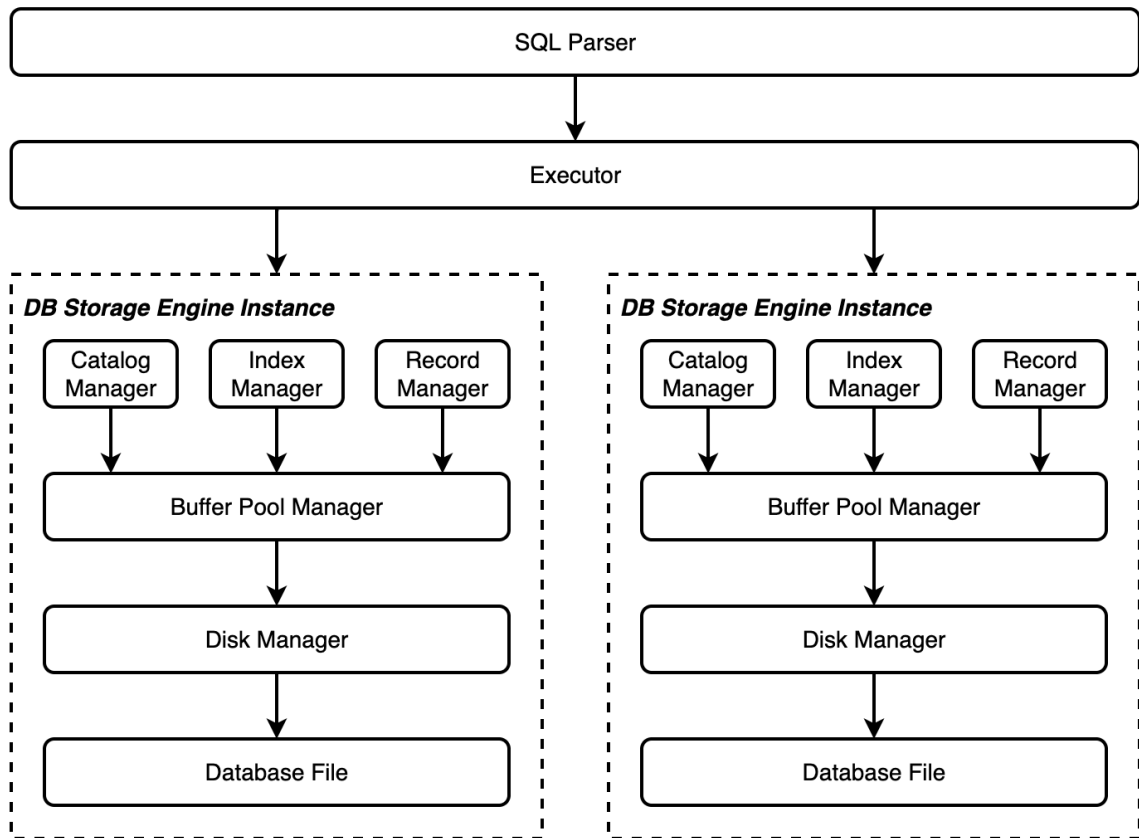 SQL Parser
Executor
DB Storage Engine Instance
Catalog
Manager
Index
Manager
Record
Manager
Buffer Pool Manager
Disk Manager
Database File
DB Storage Engine Instance
Catalog
Manager
Index
Manager
Record
Manager
Buffer Pool Manager
Disk Manager
Database File